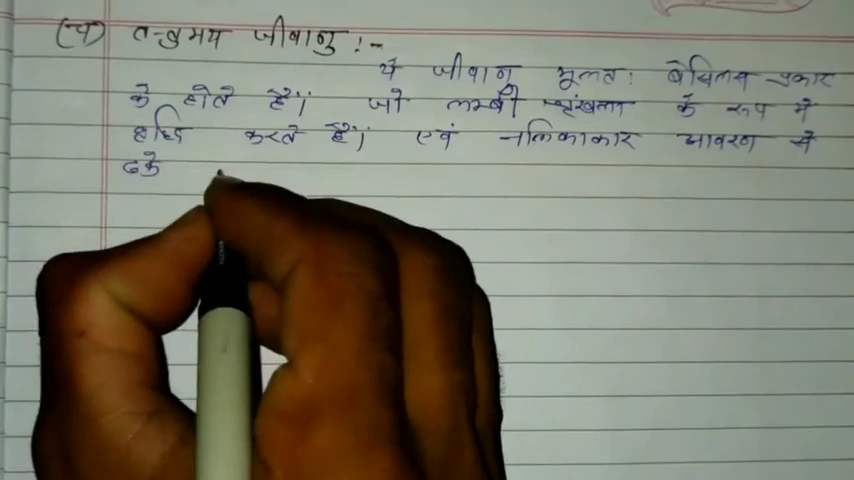 (च) तन्तुमय जीवाणु :-
ये जीवाणु मूलत: बेसिलस प्रकार
के होते है।। जो लम्बी श्रृंखला के रूप मे
वृद्धि करते है।। एवं नलिकाकार आवरण से
ढके